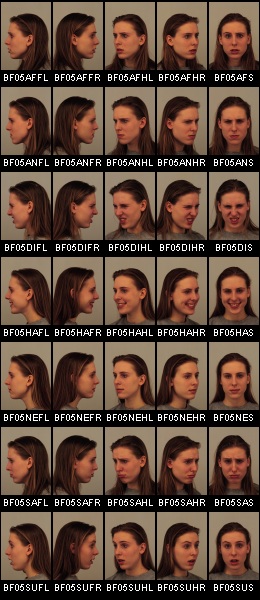 BF05AFFL BF05AFFR BF05AFHL BF05AFHR BF05AFS
BF05ANFL BF05ANFR BF05ANHL BF05ANHR BF05ANS
BF05DIFL BF05DIFR BF05DIHL BF05DIHR BF05DIS
BF05HAFL BF05HAFR BF05HAHL BF05HAHR BF05HAS
BF05NEFL BF05NEFR BF05NEHL BF05NEHR BF05NES
BF05SAFL BF05SAFR BF05SAHL BF05SAHR BF05SAS
BF05SUFL BF05SUFR BF05SUHL BF05SUHR BF05SUS